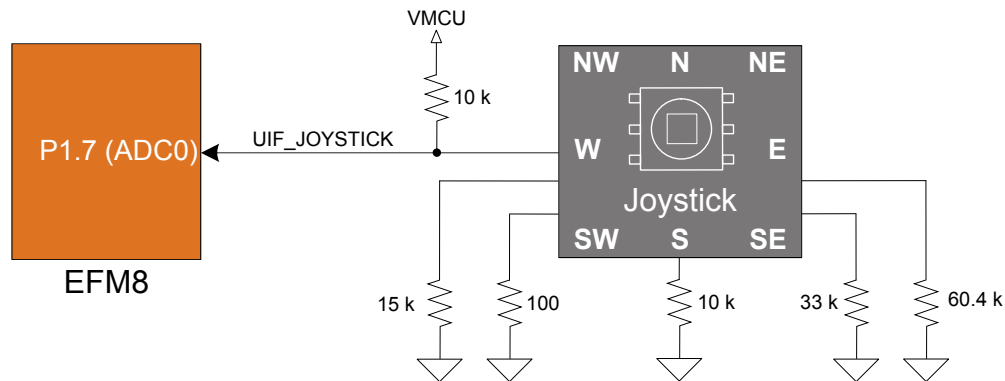 VMCU
10 k
NW N NE
P1.7 (ADC0)
UIF_JOYSTICK
W E
Joystick
SW S SE
EFM8
15 k
100
10 k
33 k
60.4 k